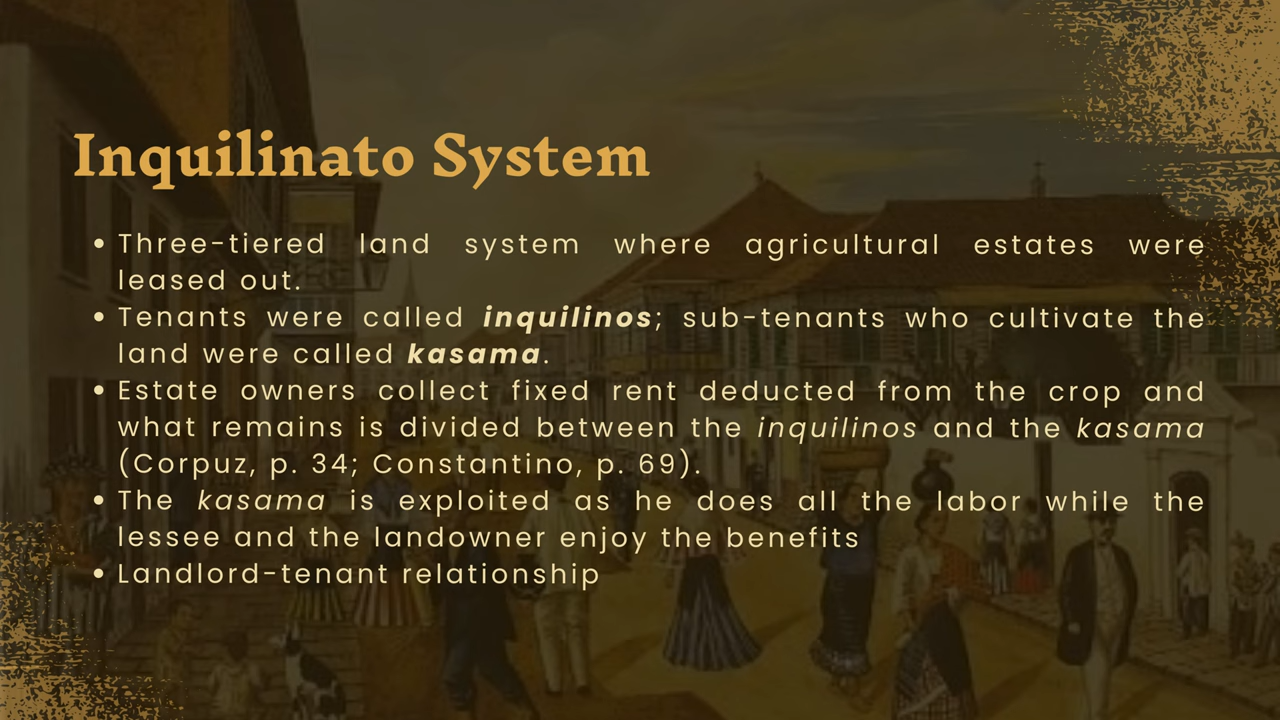 Inquilinato System
• Three-tiered land system where agricultural estates were
leased out.
• Tenants were called inquilinos; sub-tenants who cultivate the
land were called kasama.
• Estate owners collect fixed rent deducted from the crop and
what remains is divided between the inquilinos and the kasama
(Corpuz, p. 34; Constantino, p. 69).
• The kasama is exploited as he does all the labor while the
lessee and the landowner enjoy the benefits
• Landlord-tenant relationship